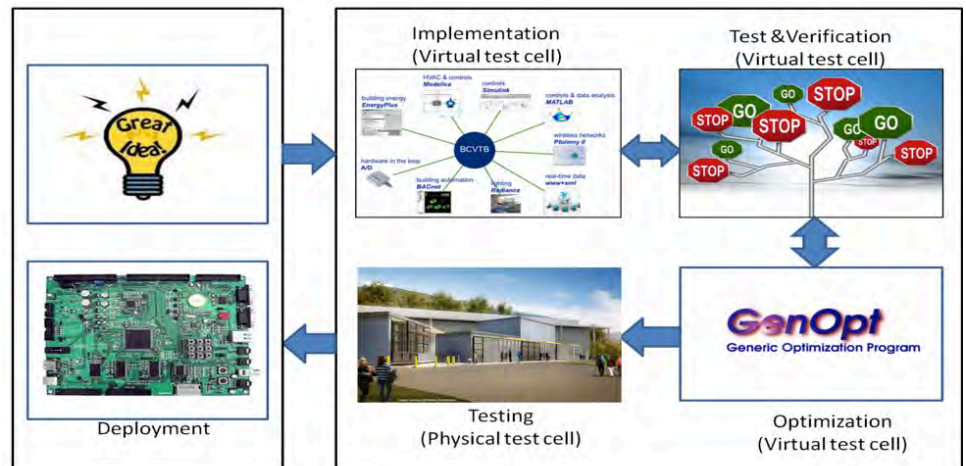 Great
Idea!
Implementation
(Virtual test cell)
HVAC & controls
Modelica
controls
Simulink
controls & data analysis
MATLAB
building energy
EnergyPlus
BCVTB
wireless networks
Ptolemy II
hardware in the loop
A/D
building automation
BACnet
lighting
Radiance
real-time data
www+xml
Test &Verification
(Virtual test cell)
GO
GO
STOP
STOP
STOP
GO
GO
STOP
GO
STOP
STOP
Deployment
Testing
(Physical test cell)
GenOpt
Generic Optimization Program
Optimization
(Virtual test cell)